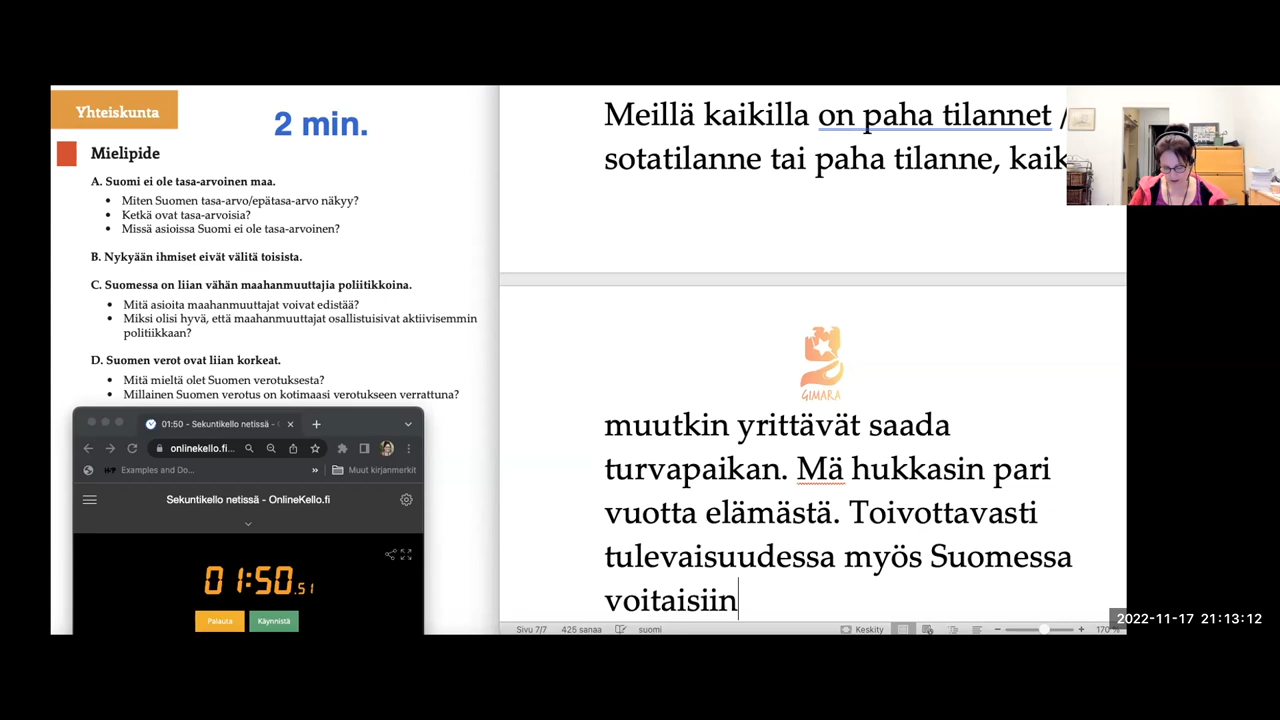 Yhteiskunta
2 min.
Mielipide
A. Suomi ei ole tasa-arvoinen maa.
• Miten Suomen tasa-arvo/epätasa-arvo näkyy?
• Ketkä ovat tasa-arvoisia?
• Missä asioissa Suomi ei ole tasa-arvoinen?
B. Nykyään ihmiset eivät välitä toisista.
C. Suomessa on liian vähän maahanmuuttajia poliitikkoina.
• Mitä asioita maahanmuuttajat voivat edistää?
• Miksi olisi hyvä, että maahanmuuttajat osallistuisivat aktiivisemmin
politiikkaan?
D. Suomen verot ovat liian korkeat.
• Mitä mieltä olet Suomen verotuksesta?
• Millainen Suomen verotus on kotimaasi verotukseen verrattuna?
01:50 - Sekuntikello netissä -
onlinekello.fi...
Examples and Do...
» Muut kirjanmerkit
Sekuntikello netissä - OnlineKello.fi
01:50.51
Palauta
Käynnistä
Meillä kaikilla on paha tilannet /
sotatilanne tai paha tilanne, kaik
GIMARA
muutkin yrittävät saada
turvapaikan. Mä hukkasin pari
vuotta elämästä. Toivottavasti
tulevaisuudessa myös Suomessa
voitaisiin
Sivu 7/7 425 sanaa suomi
Keskity
170 %
2022-11-17 21:13:12